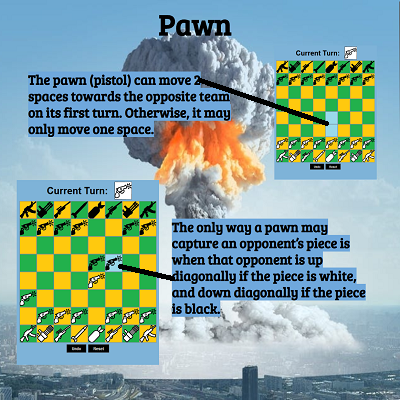 Pawn
Current Turn:
The pawn (pistol) can move 2
spaces towards the opposite team
on its first turn. Otherwise, it may
only move one space.
Undo Reset
Current Turn:
The only way a pawn may
capture an opponent's piece is
when that opponent is up
diagonally if the piece is white,
and down diagonally if the piece
is black.
Undo Reset